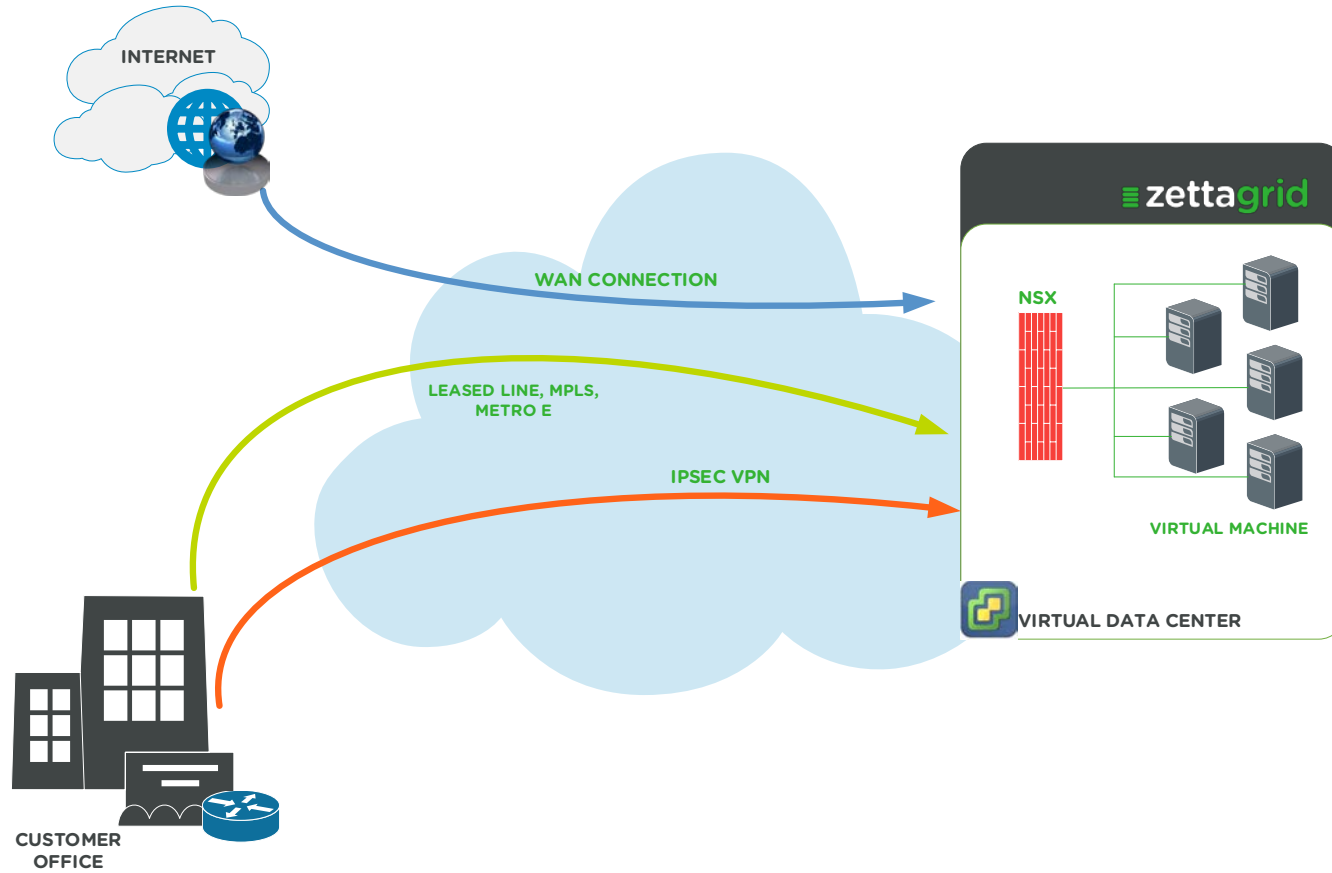 INTERNET
zettagrid
WAN CONNECTION
NSX
LEASED LINE, MPLS,
METRO E
IPSEC VPN
VIRTUAL MACHINE
VIRTUAL DATA CENTER
CUSTOMER
OFFICE